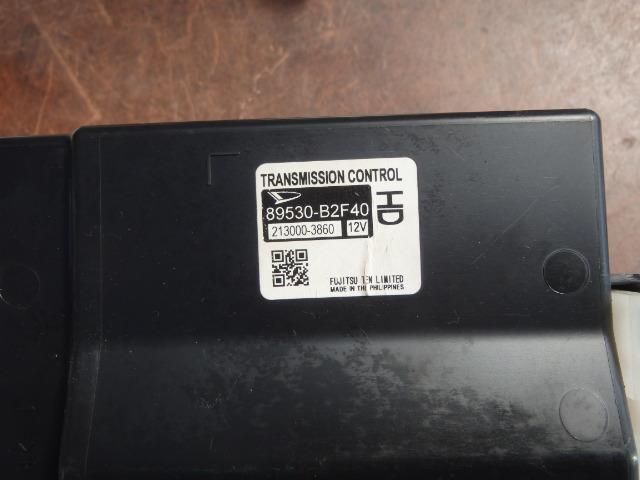 TRANSMISSION CONTROL
89530-B2F40
213000-3860 12V
HD
FUJITSU TEN LIMITED
MADE IN THE PHILIPPINES